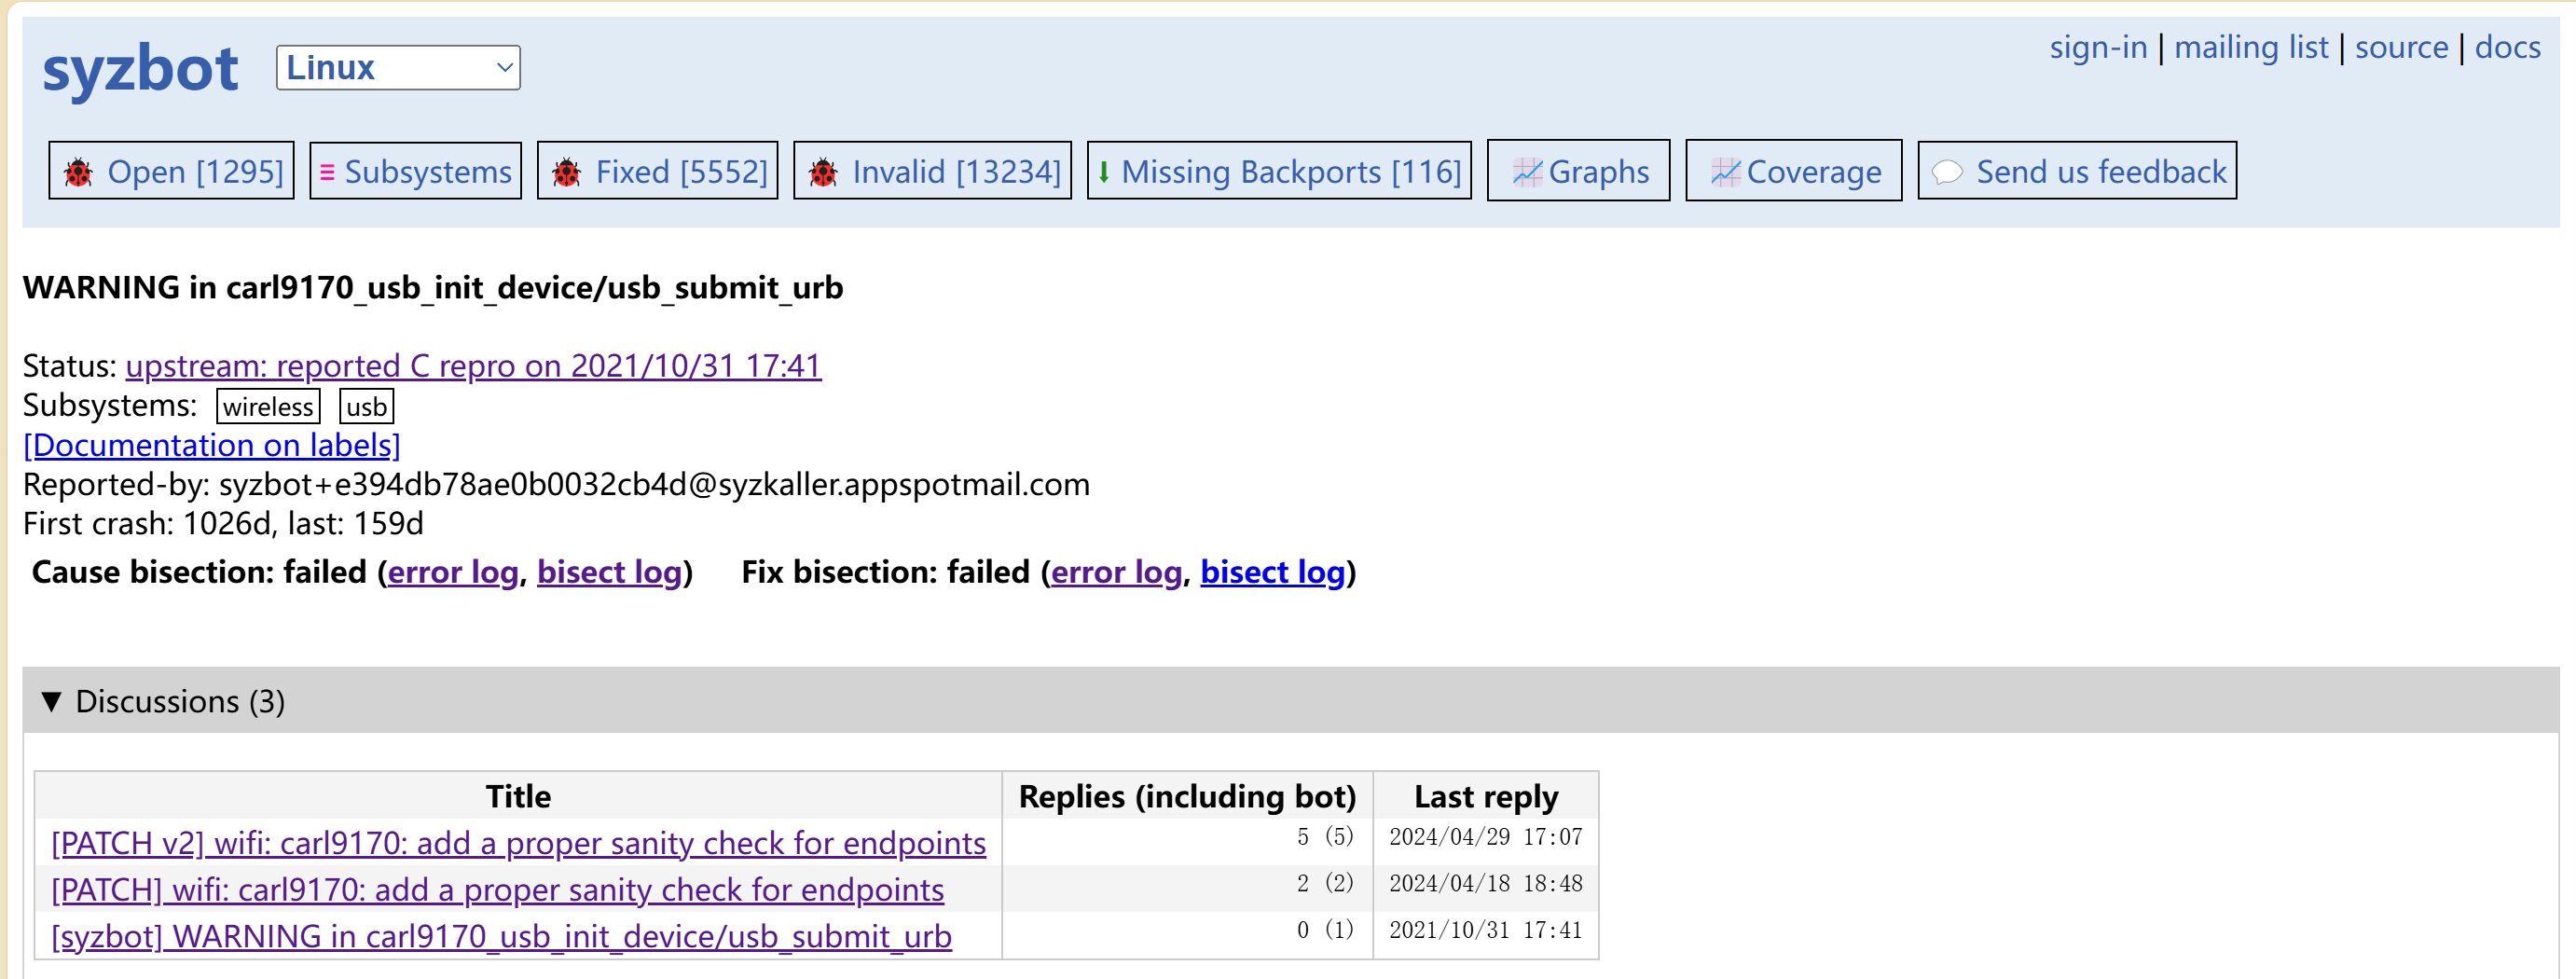 syzbot Linux sign-in | mailing list | source | docs
Open [1295] Subsystems Fixed [5552] Invalid [13234] Missing Backports [116] Graphs Coverage Send us feedback
WARNING in carl9170_usb_init_device/usb_submit_urb
Status: upstream: reported C repro on 2021/10/31 17:41
Subsystems: wireless usb
[Documentation on labels]
Reported-by: syzbot+e394db78ae0b0032cb4d@syzkaller.appspotmail.com
First crash: 1026d, last: 159d
Cause bisection: failed (error log, bisect log) Fix bisection: failed (error log, bisect log)
▼ Discussions (3)
Title Replies (including bot) Last reply
[PATCH v2] wifi: carl9170: add a proper sanity check for endpoints 5 (5) 2024/04/29 17:07
[PATCH] wifi: carl9170: add a proper sanity check for endpoints 2 (2) 2024/04/18 18:48
[syzbot] WARNING in carl9170_usb_init_device/usb_submit_urb 0 (1) 2021/10/31 17:41